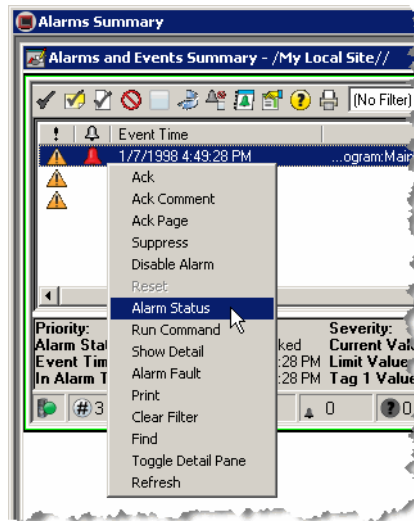 Alarms Summary
Alarms and Events Summary - /My Local Site//
(No Filter)
! Event Time
1/7/1998 4:49:28 PM ...ogram:Main
Ack
Ack Comment
Ack Page
Suppress
Disable Alarm
Reset
Alarm Status
Run Command
Show Detail
Alarm Fault
Print
Clear Filter
Find
Toggle Detail Pane
Refresh
Priority: Severity:
Alarm Stat ked Current Val
Event Tim :28 PM Limit Value
In Alarm T :28 PM Tag 1 Value
# 3 0 ? 0